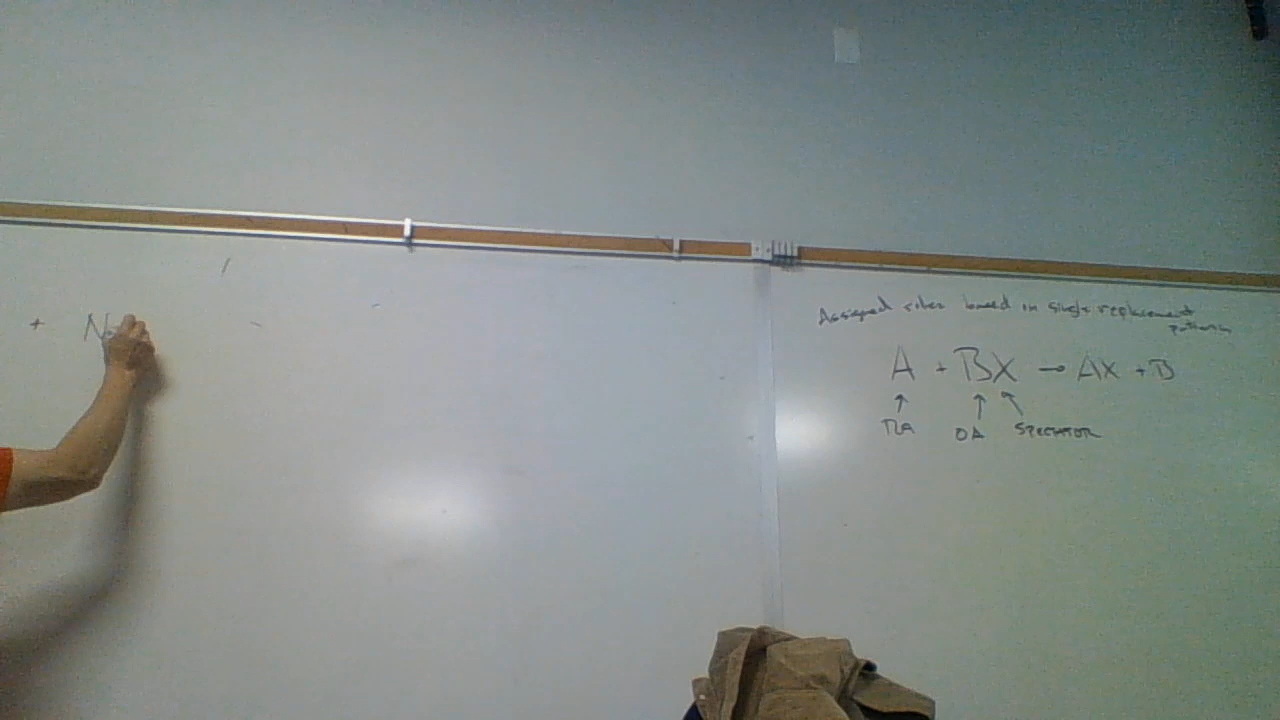 + Na
Assigned roles based in single replacement
pattern
A + BX → AX + B
↑ ↑ ↖
RA OA SPECTATOR